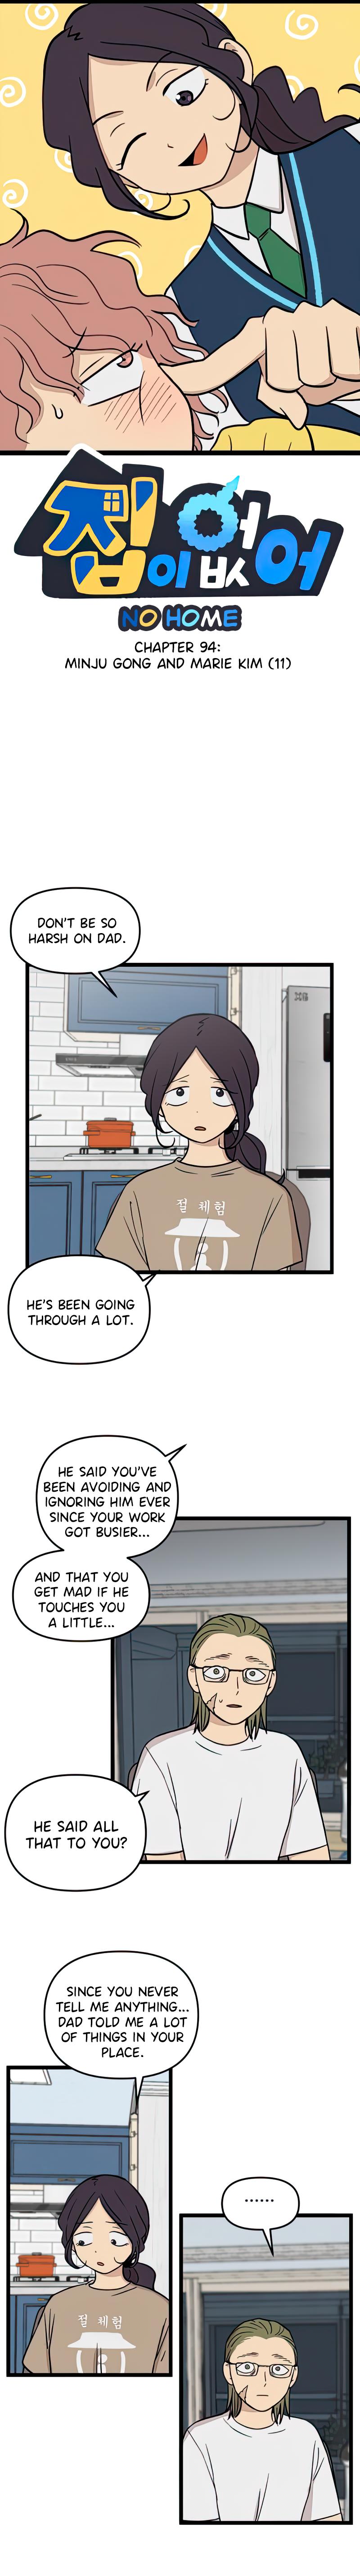 집이 없어
NO HOME
CHAPTER 94:
MINJU GONG AND MARIE KIM (11)
DON'T BE SO
HARSH ON DAD.
절 체험
HE'S BEEN GOING
THROUGH A LOT.
HE SAID YOU'VE
BEEN AVOIDING AND
IGNORING HIM EVER
SINCE YOUR WORK
GOT BUSIER...
AND THAT YOU
GET MAD IF HE
TOUCHES YOU
A LITTLE...
HE SAID ALL
THAT TO YOU?
SINCE YOU NEVER
TELL ME ANYTHING...
DAD TOLD ME A LOT
OF THINGS IN YOUR
PLACE.
절 체험
......